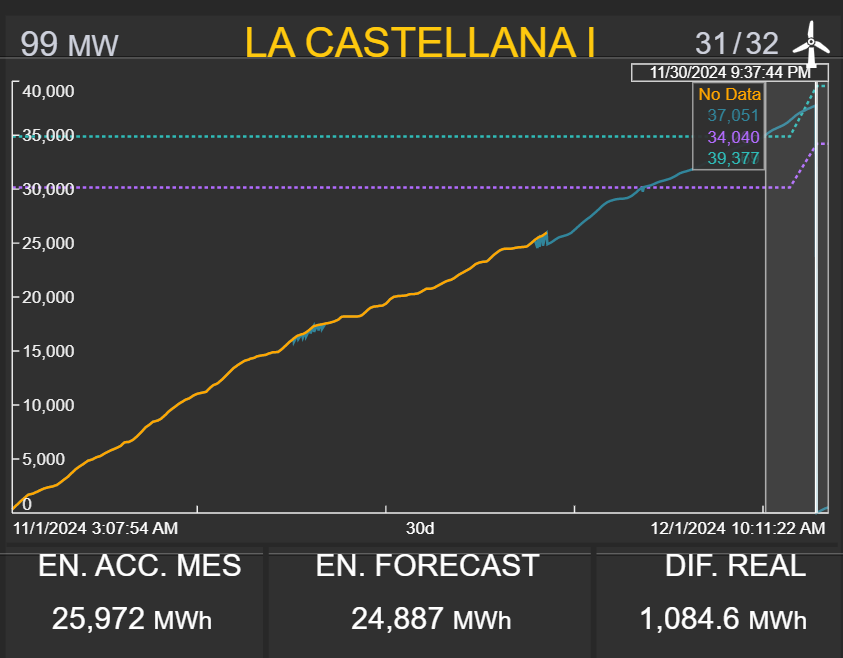 99 MW
LA CASTELLANA I
31/32
11/30/2024 9:37:44 PM
No Data
37,051
34,040
39,377
40,000
35,000
30,000
25,000
20,000
15,000
10,000
5,000
0
11/1/2024 3:07:54 AM
30d
12/1/2024 10:11:22 AM
EN. ACC. MES
EN. FORECAST
DIF. REAL
25,972 MWh
24,887 MWh
1,084.6 MWh